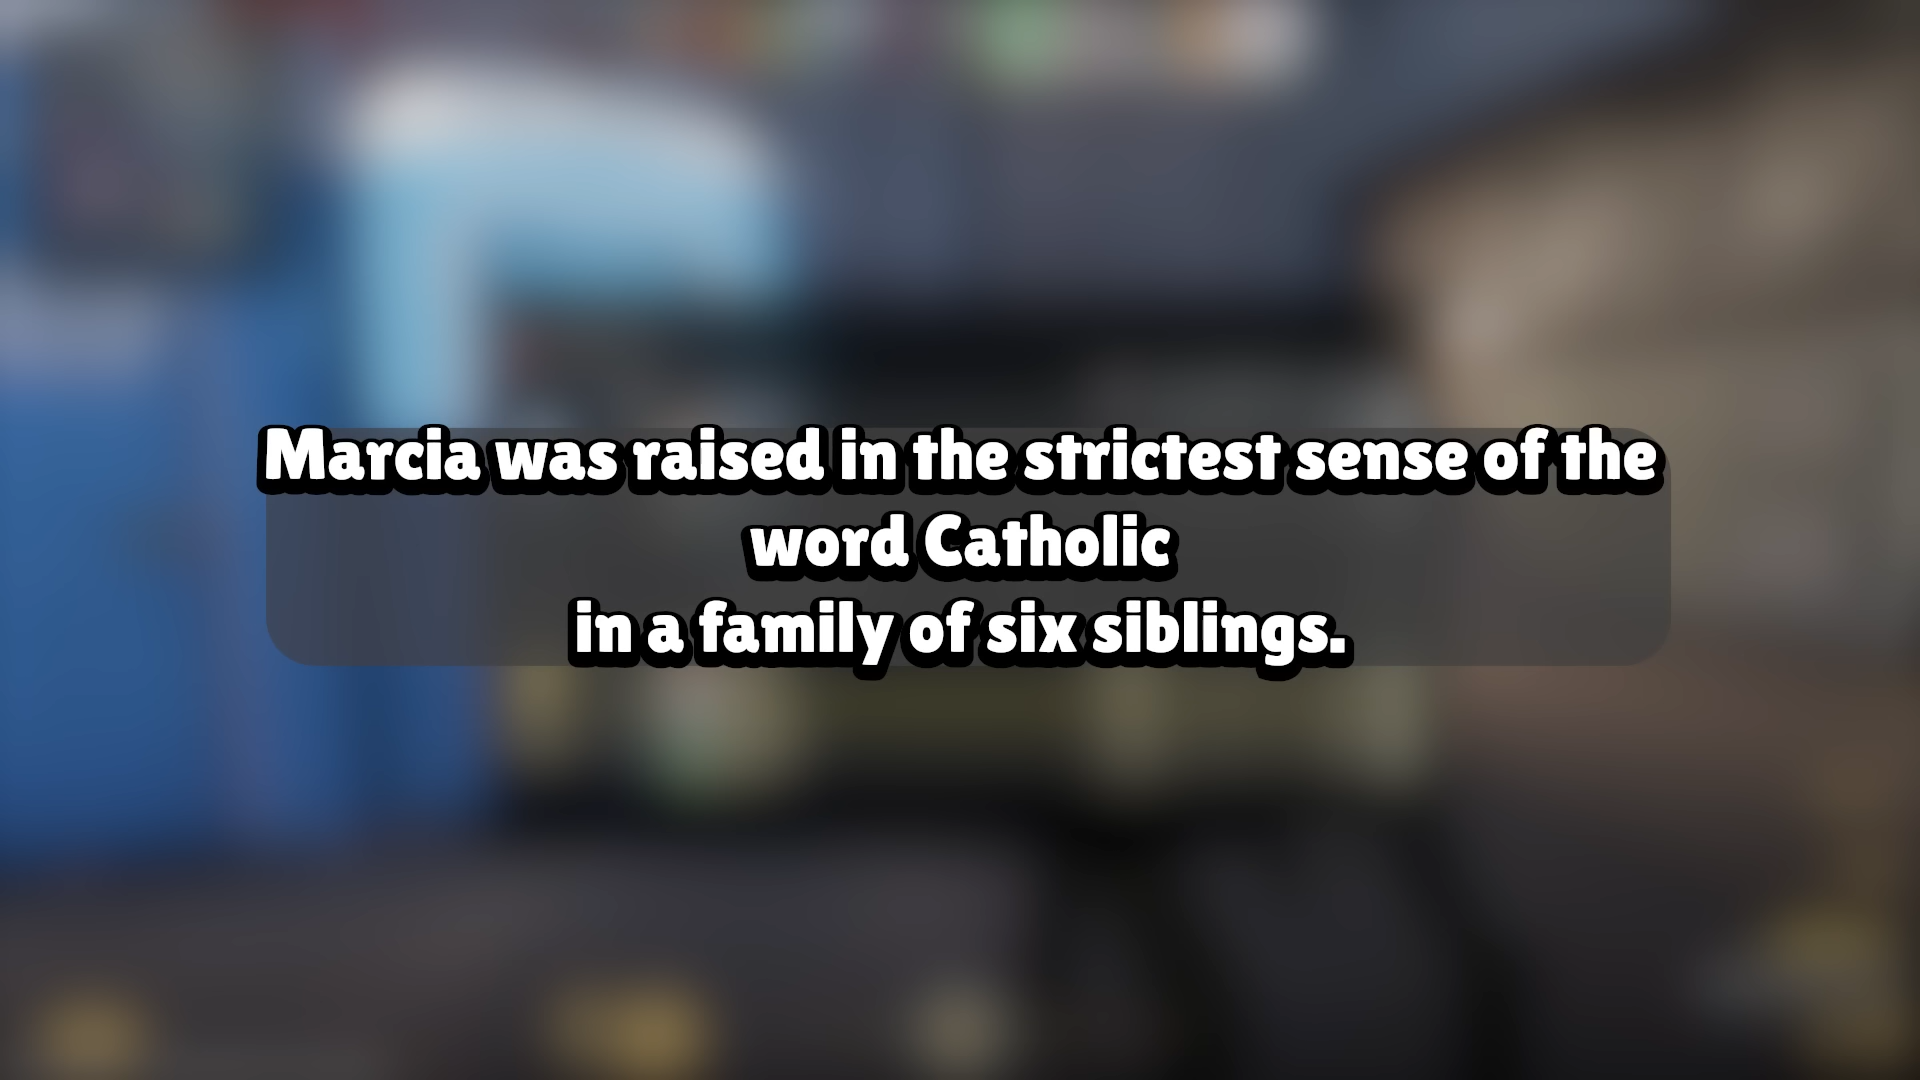 Marcia was raised in the strictest sense of the
word Catholic
in a family of six siblings.